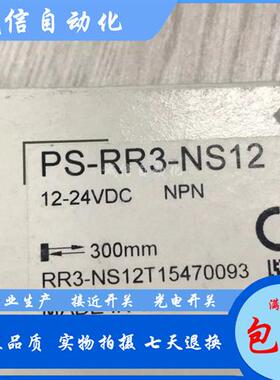 信自动化
PS-RR3-NS12
12-24VDC NPN
300mm
RR3-NS12T15470093
业生产 接近开关 光电开关
品质 实物拍摄 七天退换
满
包